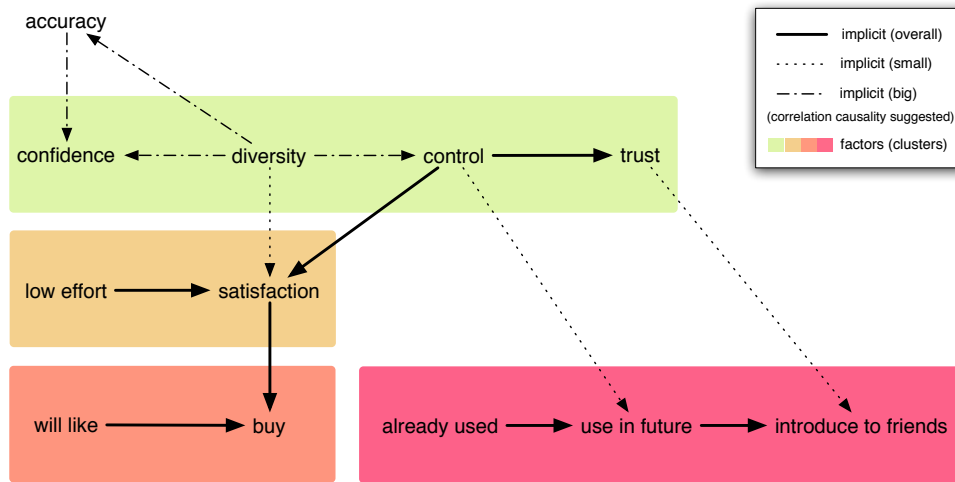 accuracy
implicit (overall)
implicit (small)
implicit (big)
(correlation causality suggested)
factors (clusters)
confidence
diversity
control
trust
low effort
satisfaction
will like
buy
already used
use in future
introduce to friends